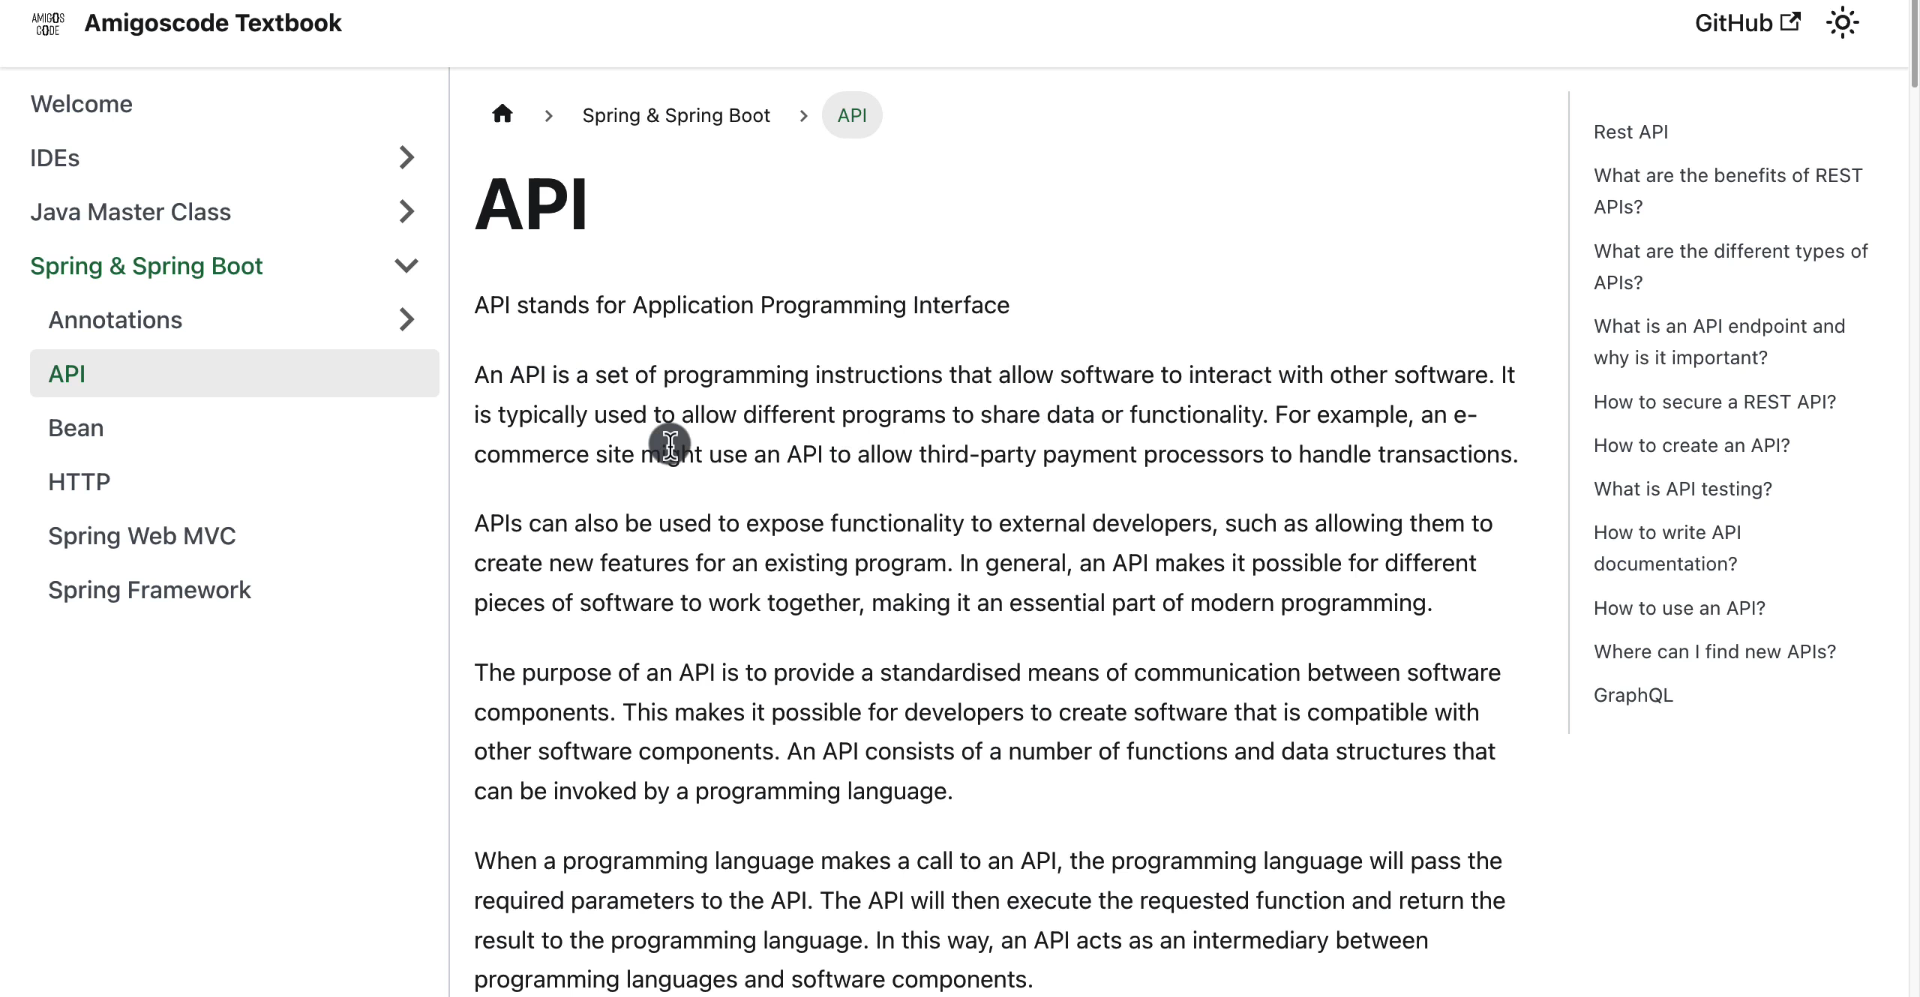 AMIGOS
CODE
Amigoscode Textbook
GitHub
Welcome
IDEs
Java Master Class
Spring & Spring Boot
Annotations
API
Bean
HTTP
Spring Web MVC
Spring Framework
Spring & Spring Boot
API
API
API stands for Application Programming Interface
An API is a set of programming instructions that allow software to interact with other software. It
is typically used to allow different programs to share data or functionality. For example, an e-
commerce site might use an API to allow third-party payment processors to handle transactions.
APIs can also be used to expose functionality to external developers, such as allowing them to
create new features for an existing program. In general, an API makes it possible for different
pieces of software to work together, making it an essential part of modern programming.
The purpose of an API is to provide a standardised means of communication between software
components. This makes it possible for developers to create software that is compatible with
other software components. An API consists of a number of functions and data structures that
can be invoked by a programming language.
When a programming language makes a call to an API, the programming language will pass the
required parameters to the API. The API will then execute the requested function and return the
result to the programming language. In this way, an API acts as an intermediary between
programming languages and software components.
Rest API
What are the benefits of REST
APIs?
What are the different types of
APIs?
What is an API endpoint and
why is it important?
How to secure a REST API?
How to create an API?
What is API testing?
How to write API
documentation?
How to use an API?
Where can I find new APIs?
GraphQL